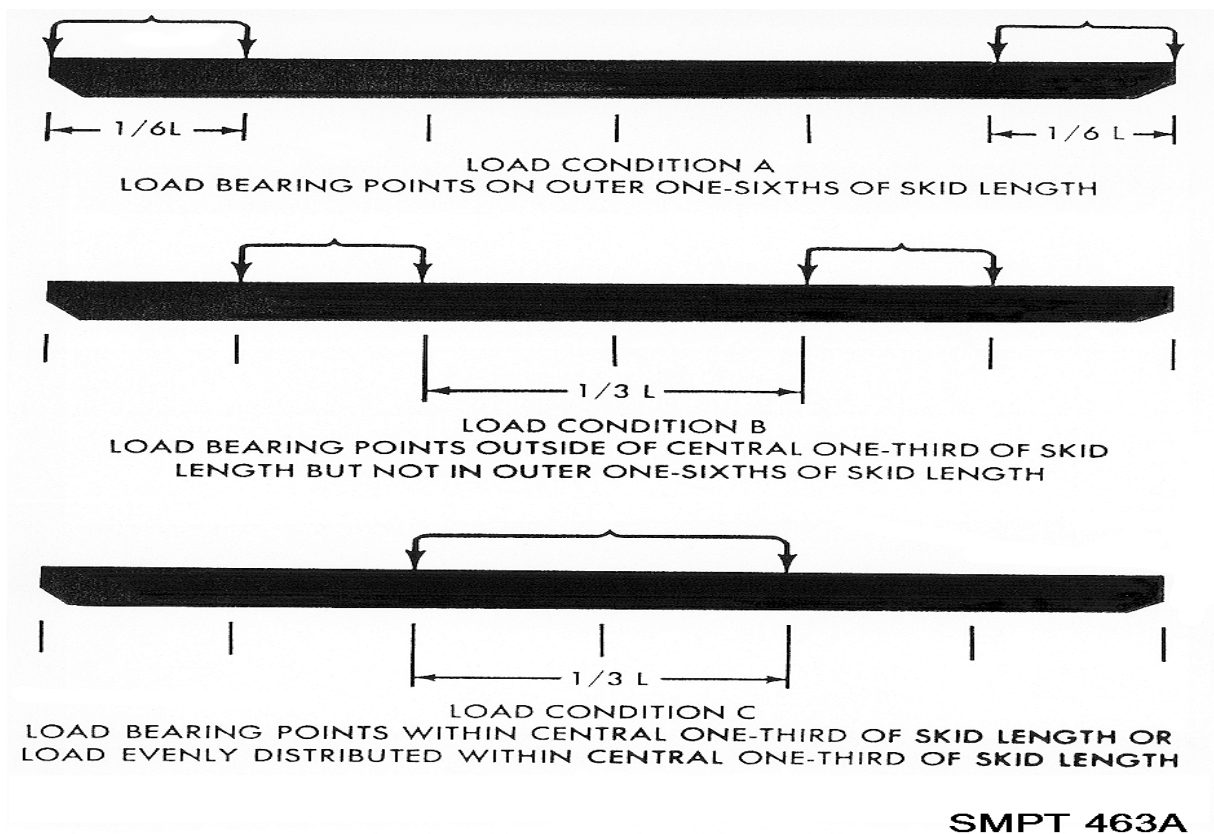 1/6L
1/6 L
LOAD CONDITION A
LOAD BEARING POINTS ON OUTER ONE-SIXTHS OF SKID LENGTH
1/3 L
LOAD CONDITION B
LOAD BEARING POINTS OUTSIDE OF CENTRAL ONE-THIRD OF SKID
LENGTH BUT NOT IN OUTER ONE-SIXTHS OF SKID LENGTH
1/3 L
LOAD CONDITION C
LOAD BEARING POINTS WITHIN CENTRAL ONE-THIRD OF SKID LENGTH OR
LOAD EVENLY DISTRIBUTED WITHIN CENTRAL ONE-THIRD OF SKID LENGTH
SMPT 463A